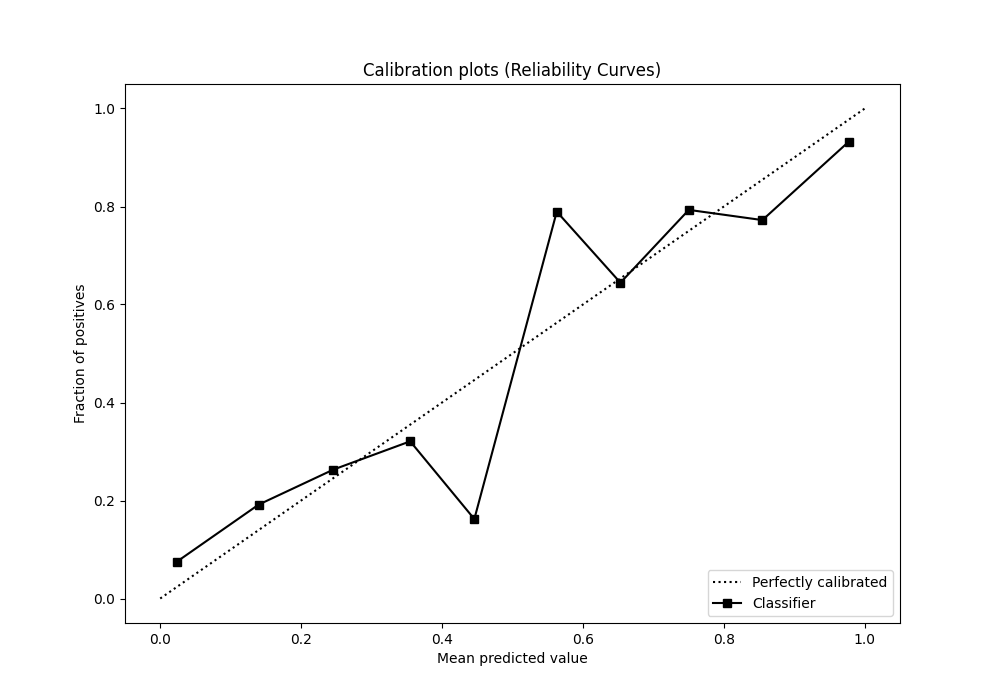 Calibration plots (Reliability Curves)
1.0
0.8
0.6
0.4
0.2
0.0
Fraction of positives
0.0 0.2 0.4 0.6 0.8 1.0
Mean predicted value
Perfectly calibrated
Classifier